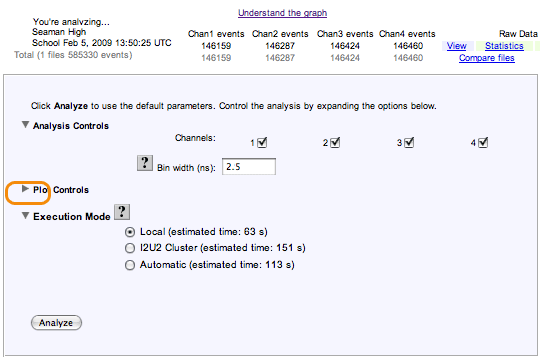 Understand the graph
You're analyzing...
Seaman High
School Feb 5, 2009 13:50:25 UTC
Total (1 files 585330 events)
Chan1 events Chan2 events Chan3 events Chan4 events Raw Data
146159 146287 146424 146460 View Statistics
146159 146287 146424 146460 Compare files
Click Analyze to use the default parameters. Control the analysis by expanding the options below.
Analysis Controls
Channels: 1 2 3 4
? Bin width (ns): 2.5
Plot Controls
Execution Mode ?
Local (estimated time: 63 s)
I2U2 Cluster (estimated time: 151 s)
Automatic (estimated time: 113 s)
Analyze